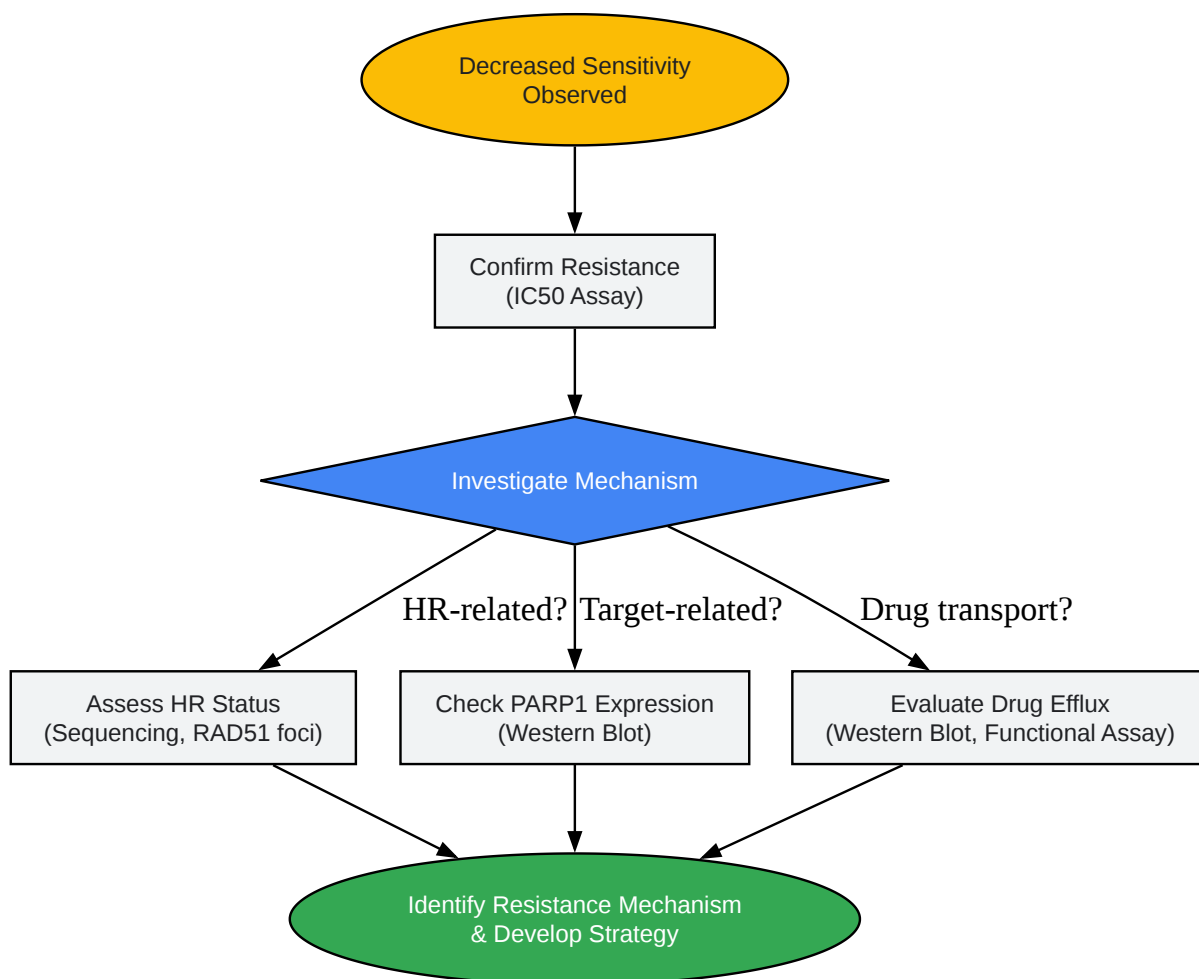 Decreased Sensitivity
Observed
Confirm Resistance
(IC50 Assay)
Investigate Mechanism
HR-related?
Target-related?
Drug transport?
Assess HR Status
(Sequencing, RAD51 foci)
Check PARP1 Expression
(Western Blot)
Evaluate Drug Efflux
(Western Blot, Functional Assay)
Identify Resistance Mechanism
& Develop Strategy